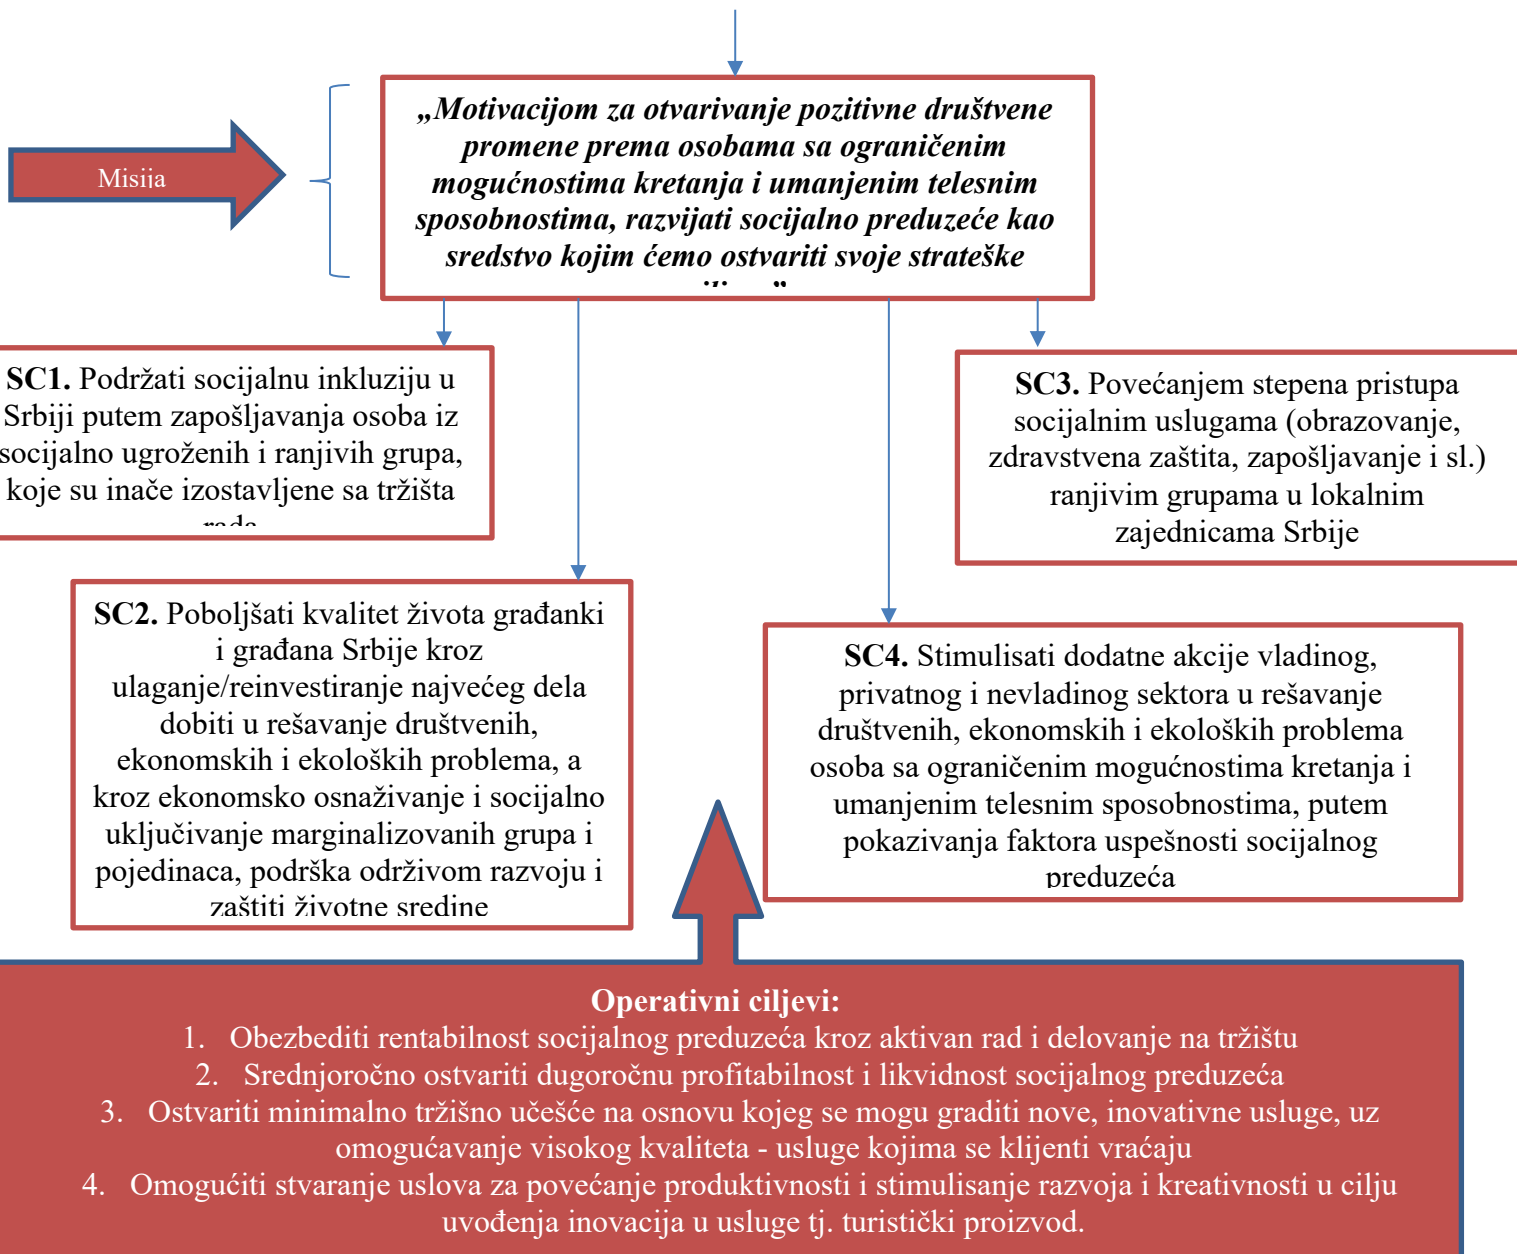 Misija
„Motivacijom za otvarivanje pozitivne društvene
promene prema osobama sa ograničenim
mogućnostima kretanja i umanjenim telesnim
sposobnostima, razvijati socijalno preduzeće kao
sredstvo kojim ćemo ostvariti svoje strateške
SC1. Podržati socijalnu inkluziju u
Srbiji putem zapošljavanja osoba iz
socijalno ugroženih i ranjivih grupa,
koje su inače izostavljene sa tržišta
rada
SC3. Povećanjem stepena pristupa
socijalnim uslugama (obrazovanje,
zdravstvena zaštita, zapošljavanje i sl.)
ranjivim grupama u lokalnim
zajednicama Srbije
SC2. Poboljšati kvalitet života građanki
i građana Srbije kroz
ulaganje/reinvestiranje najvećeg dela
dobiti u rešavanje društvenih,
ekonomskih i ekoloških problema, a
kroz ekonomsko osnaživanje i socijalno
uključivanje marginalizovanih grupa i
pojedinaca, podrška održivom razvoju i
zaštiti životne sredine
SC4. Stimulisati dodatne akcije vladinog,
privatnog i nevladinog sektora u rešavanje
društvenih, ekonomskih i ekoloških problema
osoba sa ograničenim mogućnostima kretanja i
umanjenim telesnim sposobnostima, putem
pokazivanja faktora uspešnosti socijalnog
preduzeća
Operativni ciljevi:
1. Obezbediti rentabilnost socijalnog preduzeća kroz aktivan rad i delovanje na tržištu
2. Srednjoročno ostvariti dugoročnu profitabilnost i likvidnost socijalnog preduzeća
3. Ostvariti minimalno tržišno učešće na osnovu kojeg se mogu graditi nove, inovativne usluge, uz
omogućavanje visokog kvaliteta - usluge kojima se klijenti vraćaju
4. Omogućiti stvaranje uslova za povećanje produktivnosti i stimulisanje razvoja i kreativnosti u cilju
uvođenja inovacija u usluge tj. turistički proizvod.